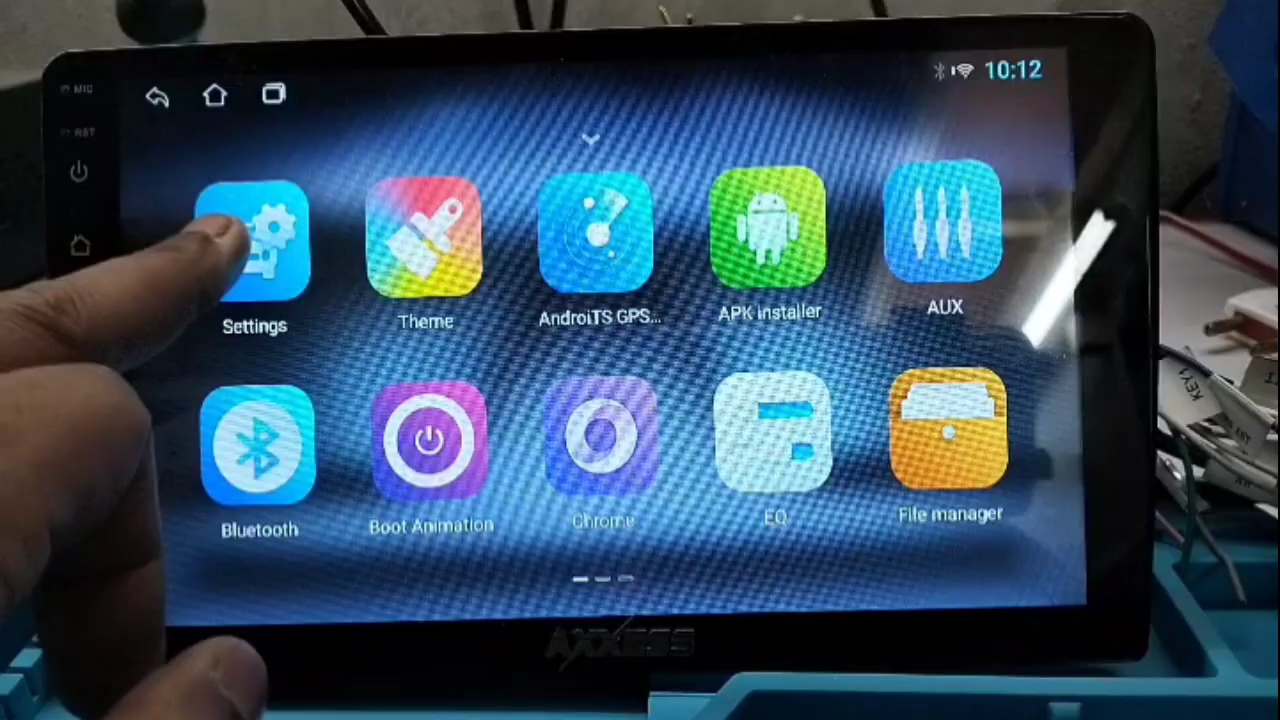 MIC
10:12
RST
Settings
Theme
AndroiTS GPS...
APK installer
AUX
Bluetooth
Boot Animation
Chrome
EQ
File manager
AXXESS
KEY1